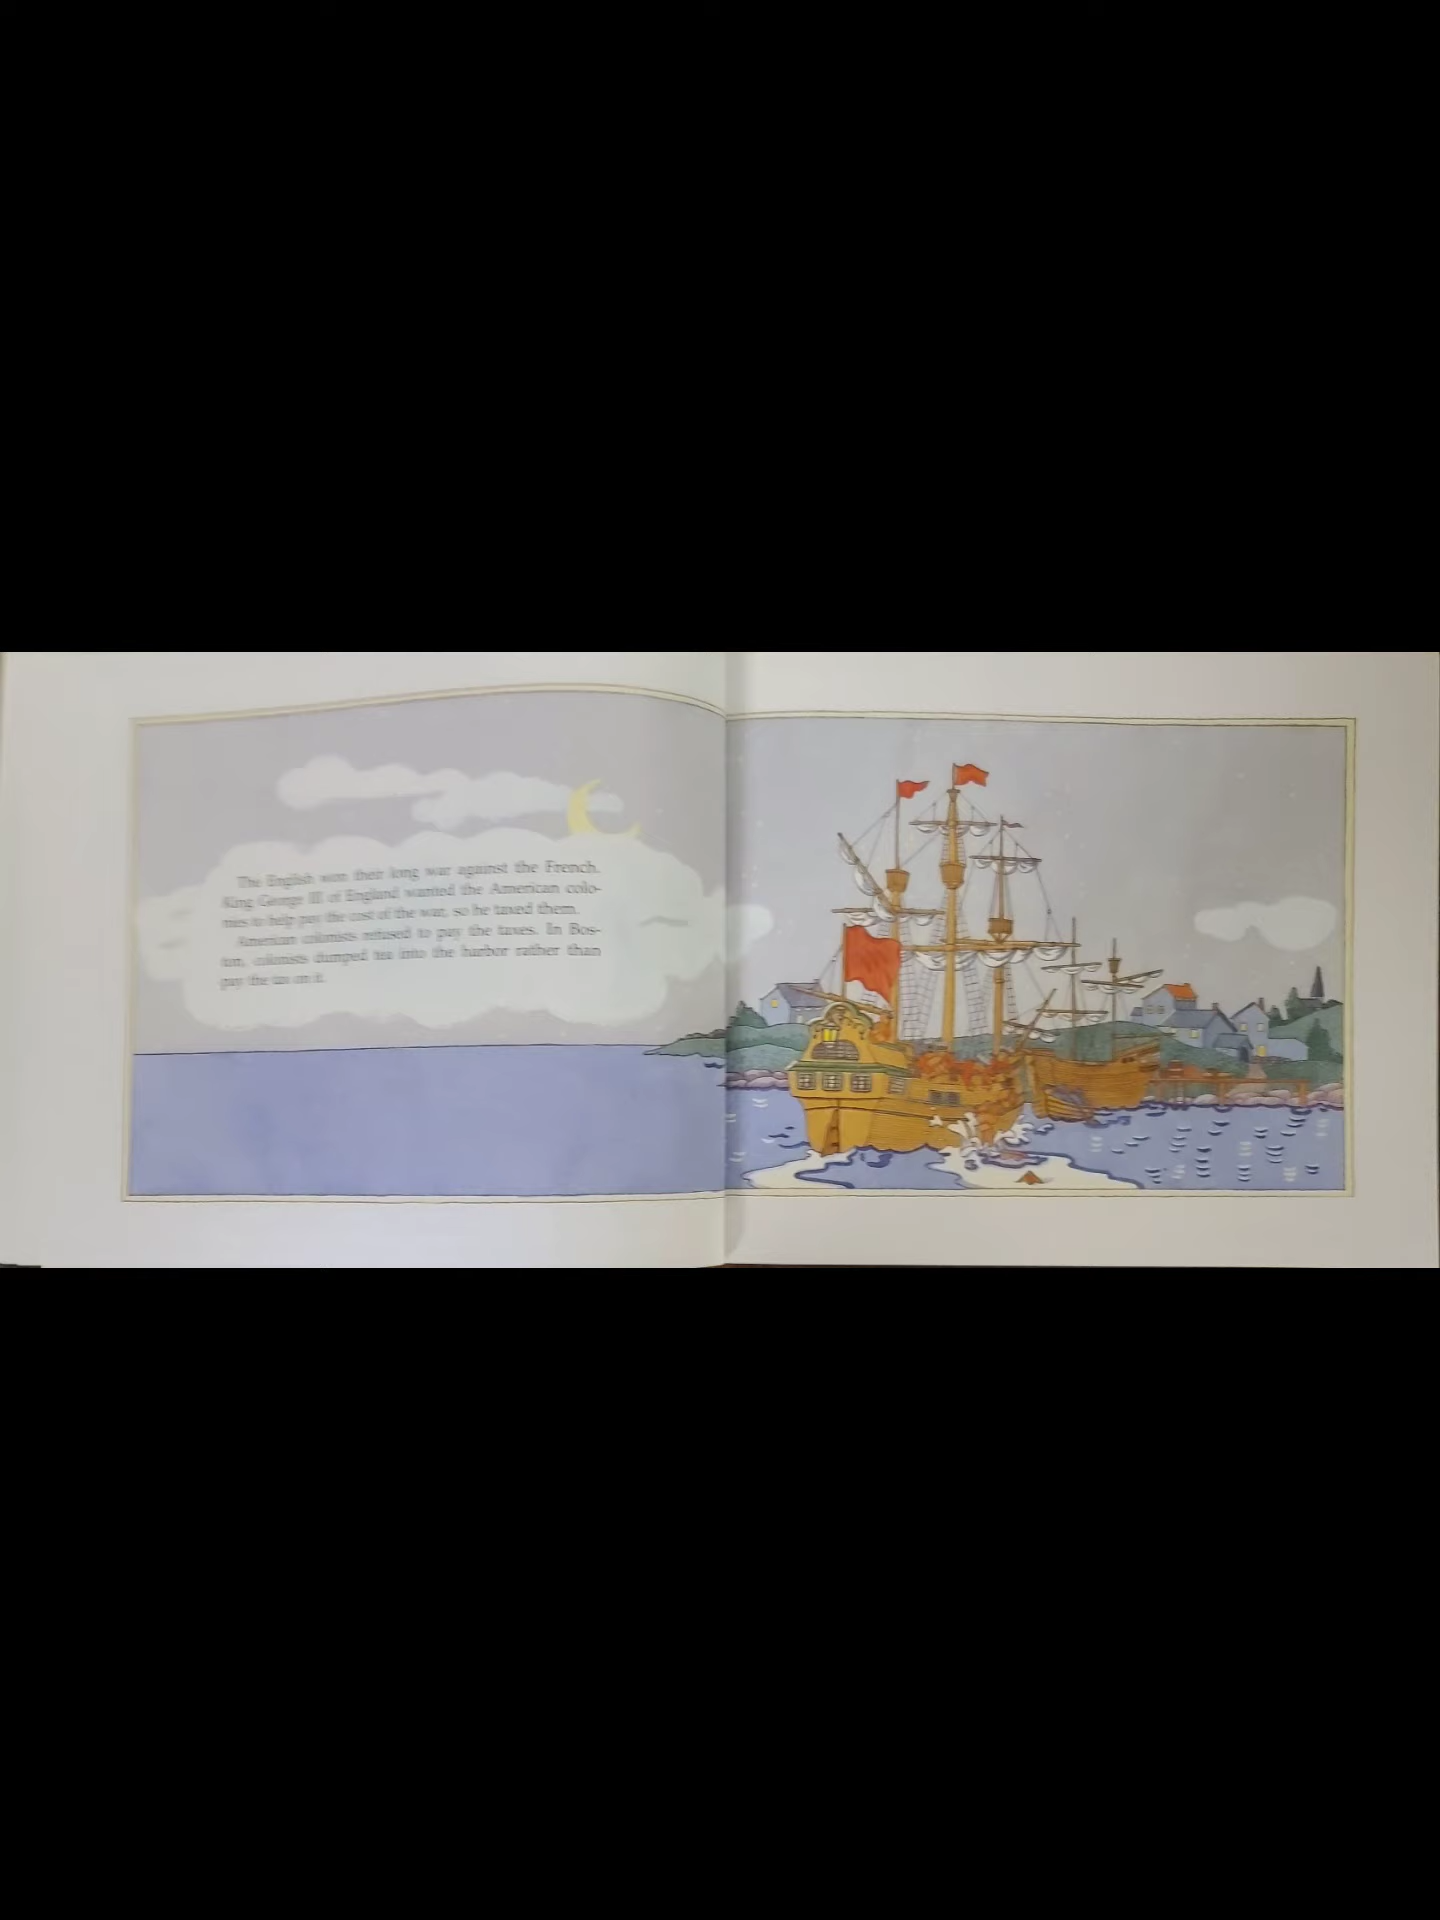 The English won their long war against the French.
King George III of England wanted the American colo-
nies to help pay the cost of the war, so he taxed them.
American colonists refused to pay the taxes. In Bos-
ton, colonists dumped tea into the harbor rather than
pay the tax on it.